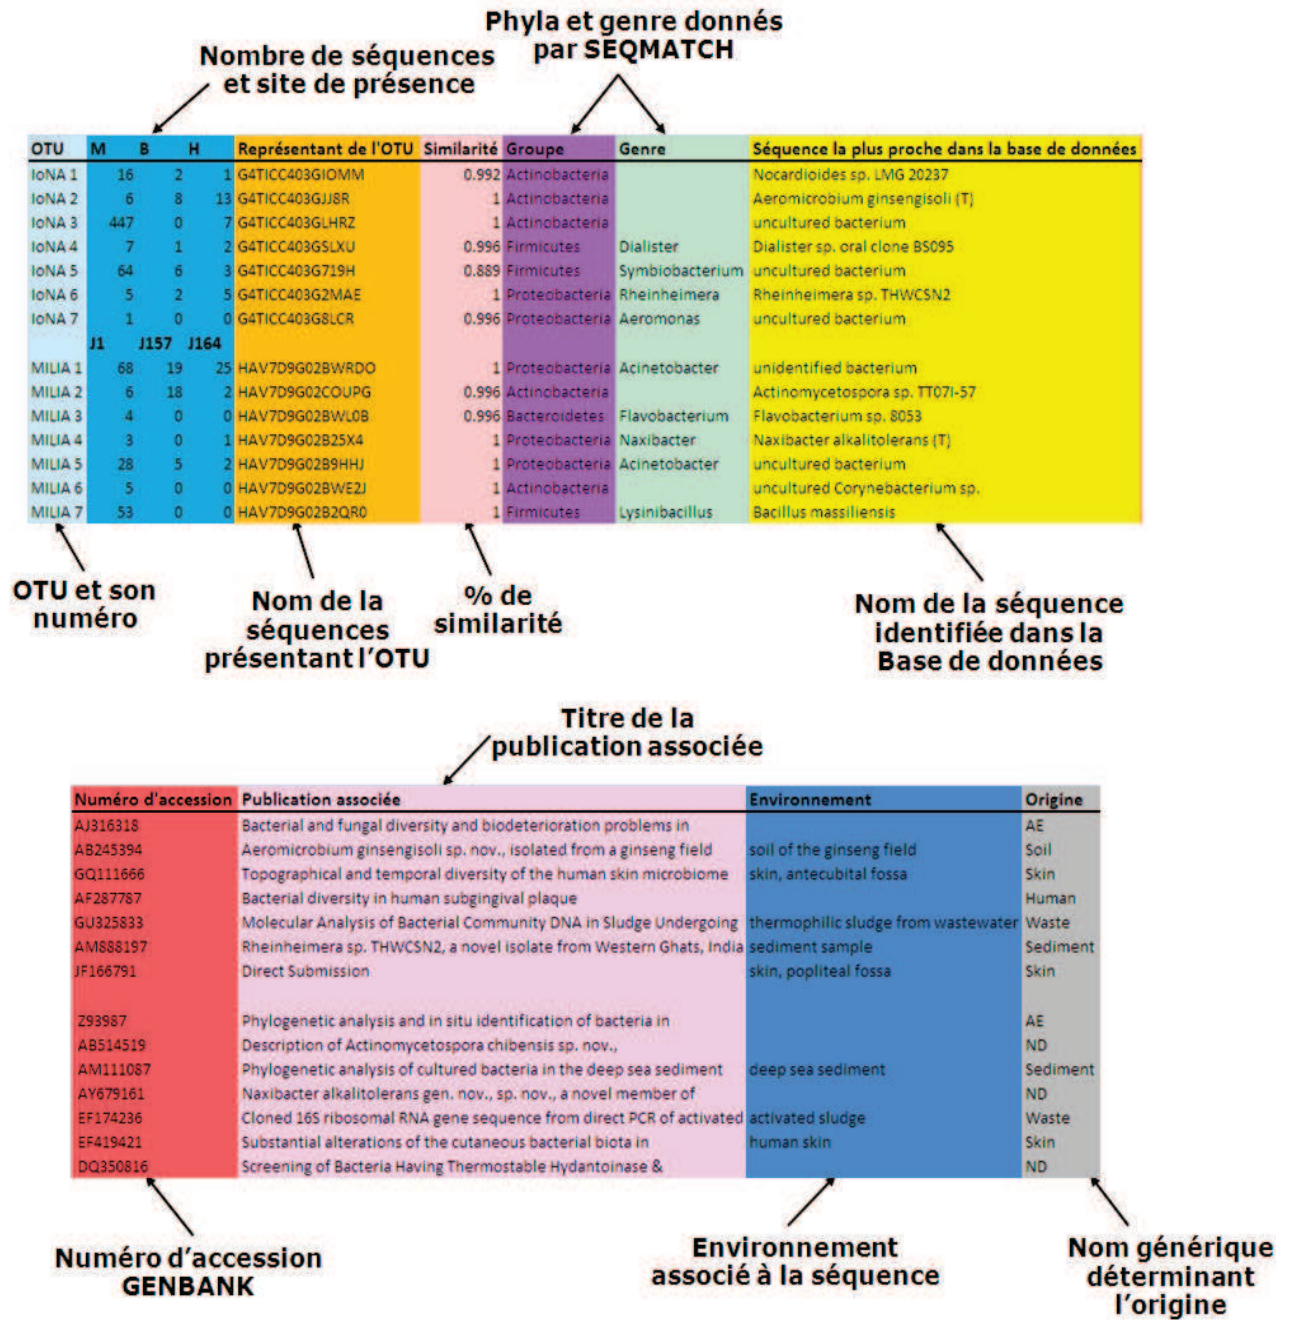 Phyla et genre donnés
par SEQMATCH
Nombre de séquences
et site de présence
OTU M B H Représentant de l'OTU Similarité Groupe Genre Séquence la plus proche dans la base de données
IoNA 1 16 2 1 G4TICC403GIOMM 0.992 Actinobacteria Nocardioides sp. LMG 20237
IoNA 2 6 8 13 G4TICC403GJJ8R 1 Actinobacteria Aeromicrobium ginsengisoli (T)
IoNA 3 447 0 7 G4TICC403GLHRZ 1 Actinobacteria uncultured bacterium
IoNA 4 7 1 2 G4TICC403GSLXU 0.996 Firmicutes Dialister Dialister sp. oral clone BS095
IoNA 5 64 6 3 G4TICC403G719H 0.889 Firmicutes Symbiobacterium uncultured bacterium
IoNA 6 5 2 5 G4TICC403G2MAE 1 Proteobacteria Rheinheimera Rheinheimera sp. THWCSN2
IoNA 7 1 0 0 G4TICC403G8LCR 0.996 Proteobacteria Aeromonas uncultured bacterium
J1 J157 J164
MILIA 1 68 19 25 HAV7D9G02BWRDO 1 Proteobacteria Acinetobacter unidentified bacterium
MILIA 2 6 18 2 HAV7D9G02COUPG 0.996 Actinobacteria Actinomycetospora sp. TT07I-57
MILIA 3 4 0 0 HAV7D9G02BWL0B 0.996 Bacteroidetes Flavobacterium Flavobacterium sp. 8053
MILIA 4 3 0 1 HAV7D9G02B25X4 1 Proteobacteria Naxibacter Naxibacter alkalitolerans (T)
MILIA 5 28 5 2 HAV7D9G02B9HHJ 1 Proteobacteria Acinetobacter uncultured bacterium
MILIA 6 5 0 0 HAV7D9G02BWE2J 1 Actinobacteria uncultured Corynebacterium sp.
MILIA 7 53 0 0 HAV7D9G02B2QR0 1 Firmicutes Lysinibacillus Bacillus massiliensis
OTU et son
numéro
Nom de la
séquences
présentant l'OTU
% de
similarité
Nom de la séquence
identifiée dans la
Base de données
Titre de la
publication associée
Numéro d'accession Publication associée Environnement Origine
AJ316318 Bacterial and fungal diversity and biodeterioration problems in AE
AB245394 Aeromicrobium ginsengisoli sp. nov., isolated from a ginseng field soil of the ginseng field Soil
GQ111666 Topographical and temporal diversity of the human skin microbiome skin, antecubital fossa Skin
AF287787 Bacterial diversity in human subgingival plaque Human
GU325833 Molecular Analysis of Bacterial Community DNA in Sludge Undergoing thermophilic sludge from wastewater Waste
AM888197 Rheinheimera sp. THWCSN2, a novel isolate from Western Ghats, India sediment sample Sediment
JF166791 Direct Submission skin, popliteal fossa Skin
Z93987 Phylogenetic analysis and in situ identification of bacteria in AE
AB514519 Description of Actinomycetospora chibensis sp. nov., ND
AM111087 Phylogenetic analysis of cultured bacteria in the deep sea sediment deep sea sediment Sediment
AY679161 Naxibacter alkalitolerans gen. nov., sp. nov., a novel member of ND
EF174236 Cloned 16S ribosomal RNA gene sequence from direct PCR of activated activated sludge Waste
EF419421 Substantial alterations of the cutaneous bacterial biota in human skin Skin
DQ350816 Screening of Bacteria Having Thermostable Hydantoinase & ND
Numéro d'accession
GENBANK
Environnement
associé à la séquence
Nom générique
déterminant
l'origine